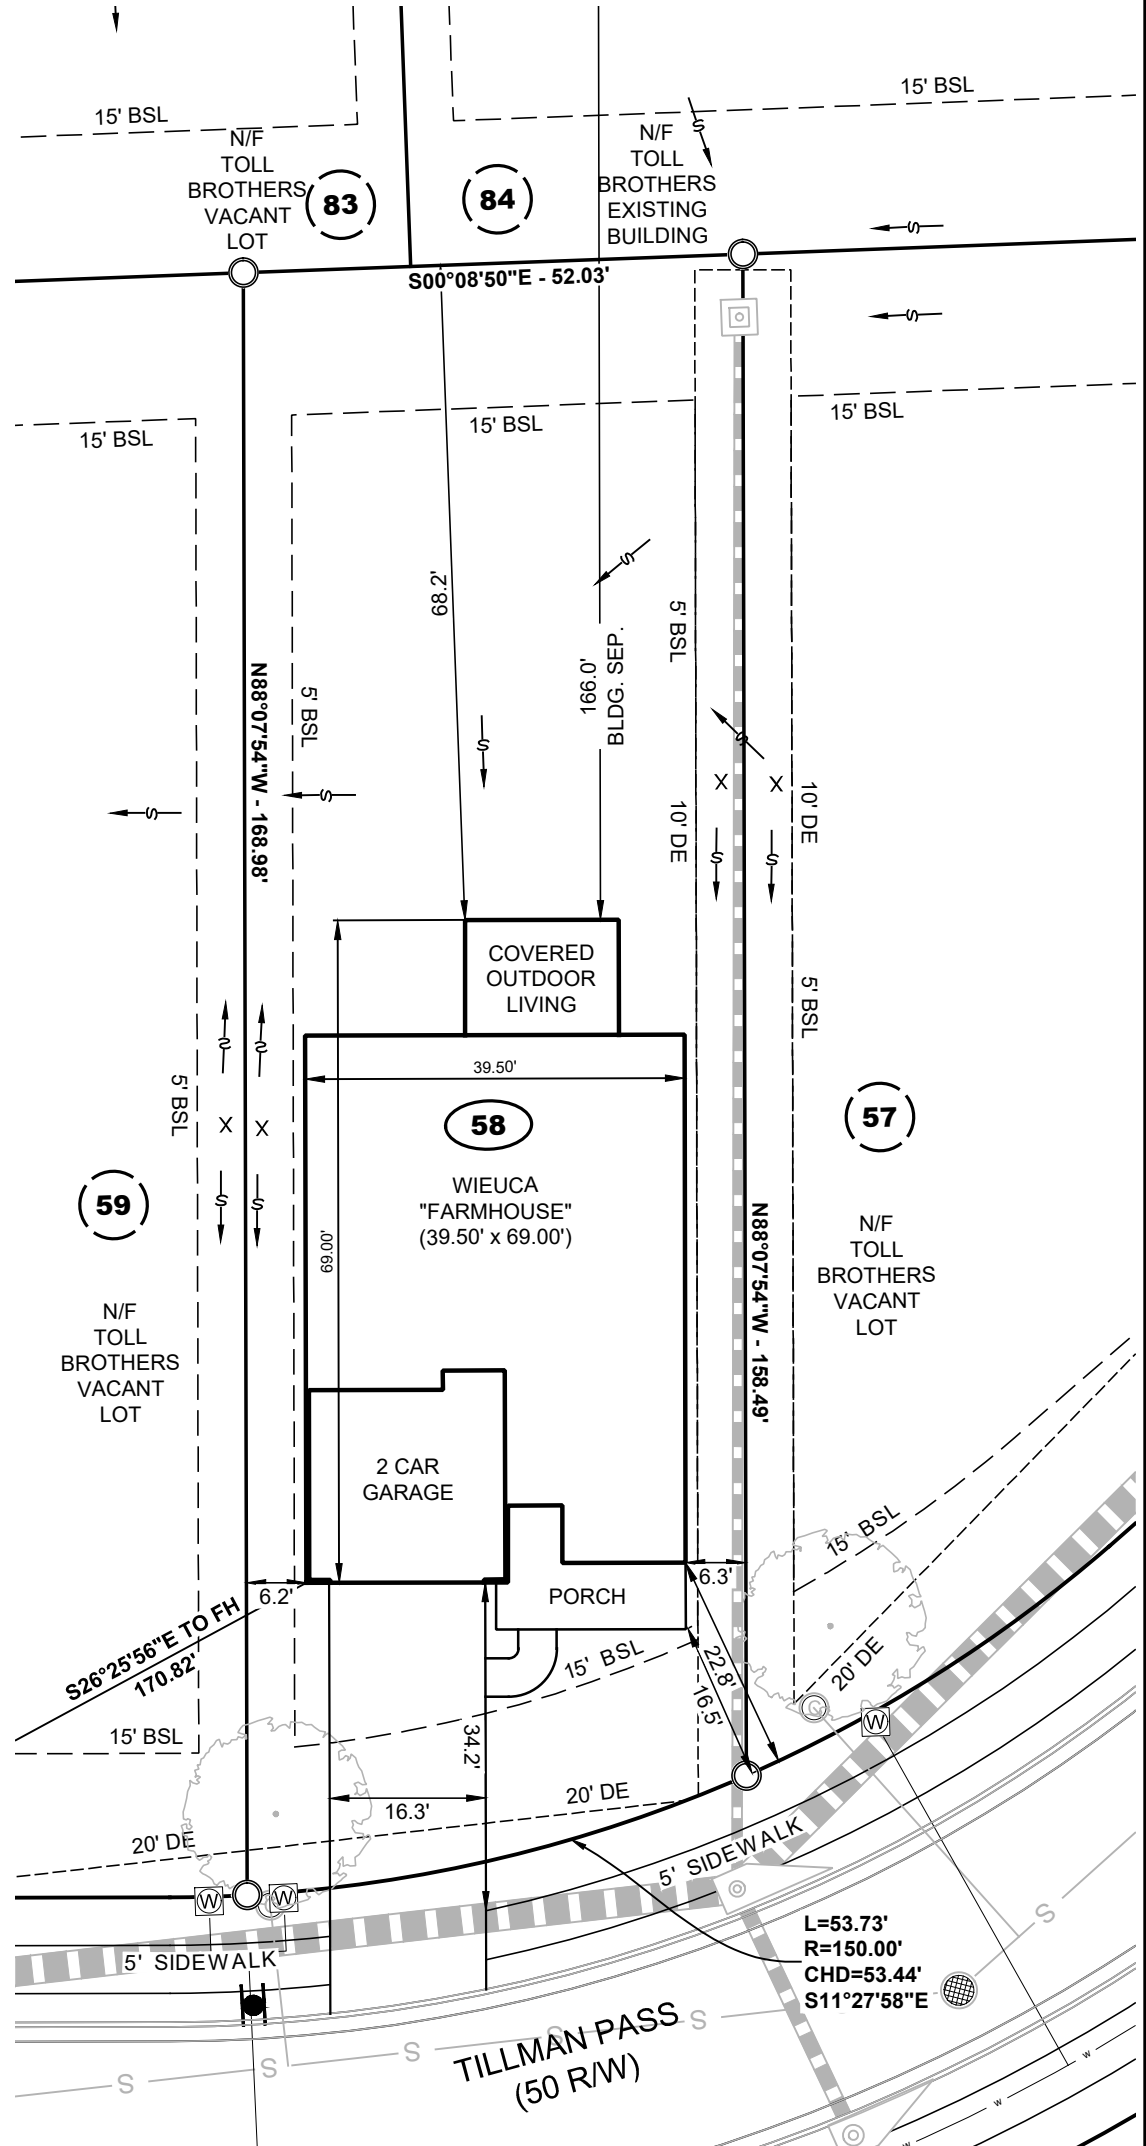 15' BSL
15' BSL
N/F
TOLL
BROTHERS
VACANT
LOT
83
84
N/F
TOLL
BROTHERS
EXISTING
BUILDING
S
S
S00°08'50"E - 52.03'
S
15' BSL
15' BSL
15' BSL
S
68.2'
166.0'
BLDG. SEP.
5' BSL
N88°07'54"W - 168.98'
5' BSL
S
S
S
S
X
X
10' DE
10' DE
S
S
COVERED
OUTDOOR
LIVING
5' BSL
S
S
39.50'
5' BSL
X
X
58
57
59
S
S
WIEUCA
"FARMHOUSE"
(39.50' x 69.00')
69.00'
N88°07'54"W - 158.49'
N/F
TOLL
BROTHERS
VACANT
LOT
N/F
TOLL
BROTHERS
VACANT
LOT
2 CAR
GARAGE
15' BSL
6.2'
PORCH
6.3'
S26°25'56"E TO FH
170.82'
15' BSL
22.8'
16.5'
20' DE
15' BSL
34.2'
W
16.3'
20' DE
20' DE
5' SIDEWALK
W
W
C
5' SIDEWALK
L=53.73'
R=150.00'
CHD=53.44'
S11°27'58"E
S
TILLMAN PASS
(50 R/W)
S
S
S
S
S
w
w
w